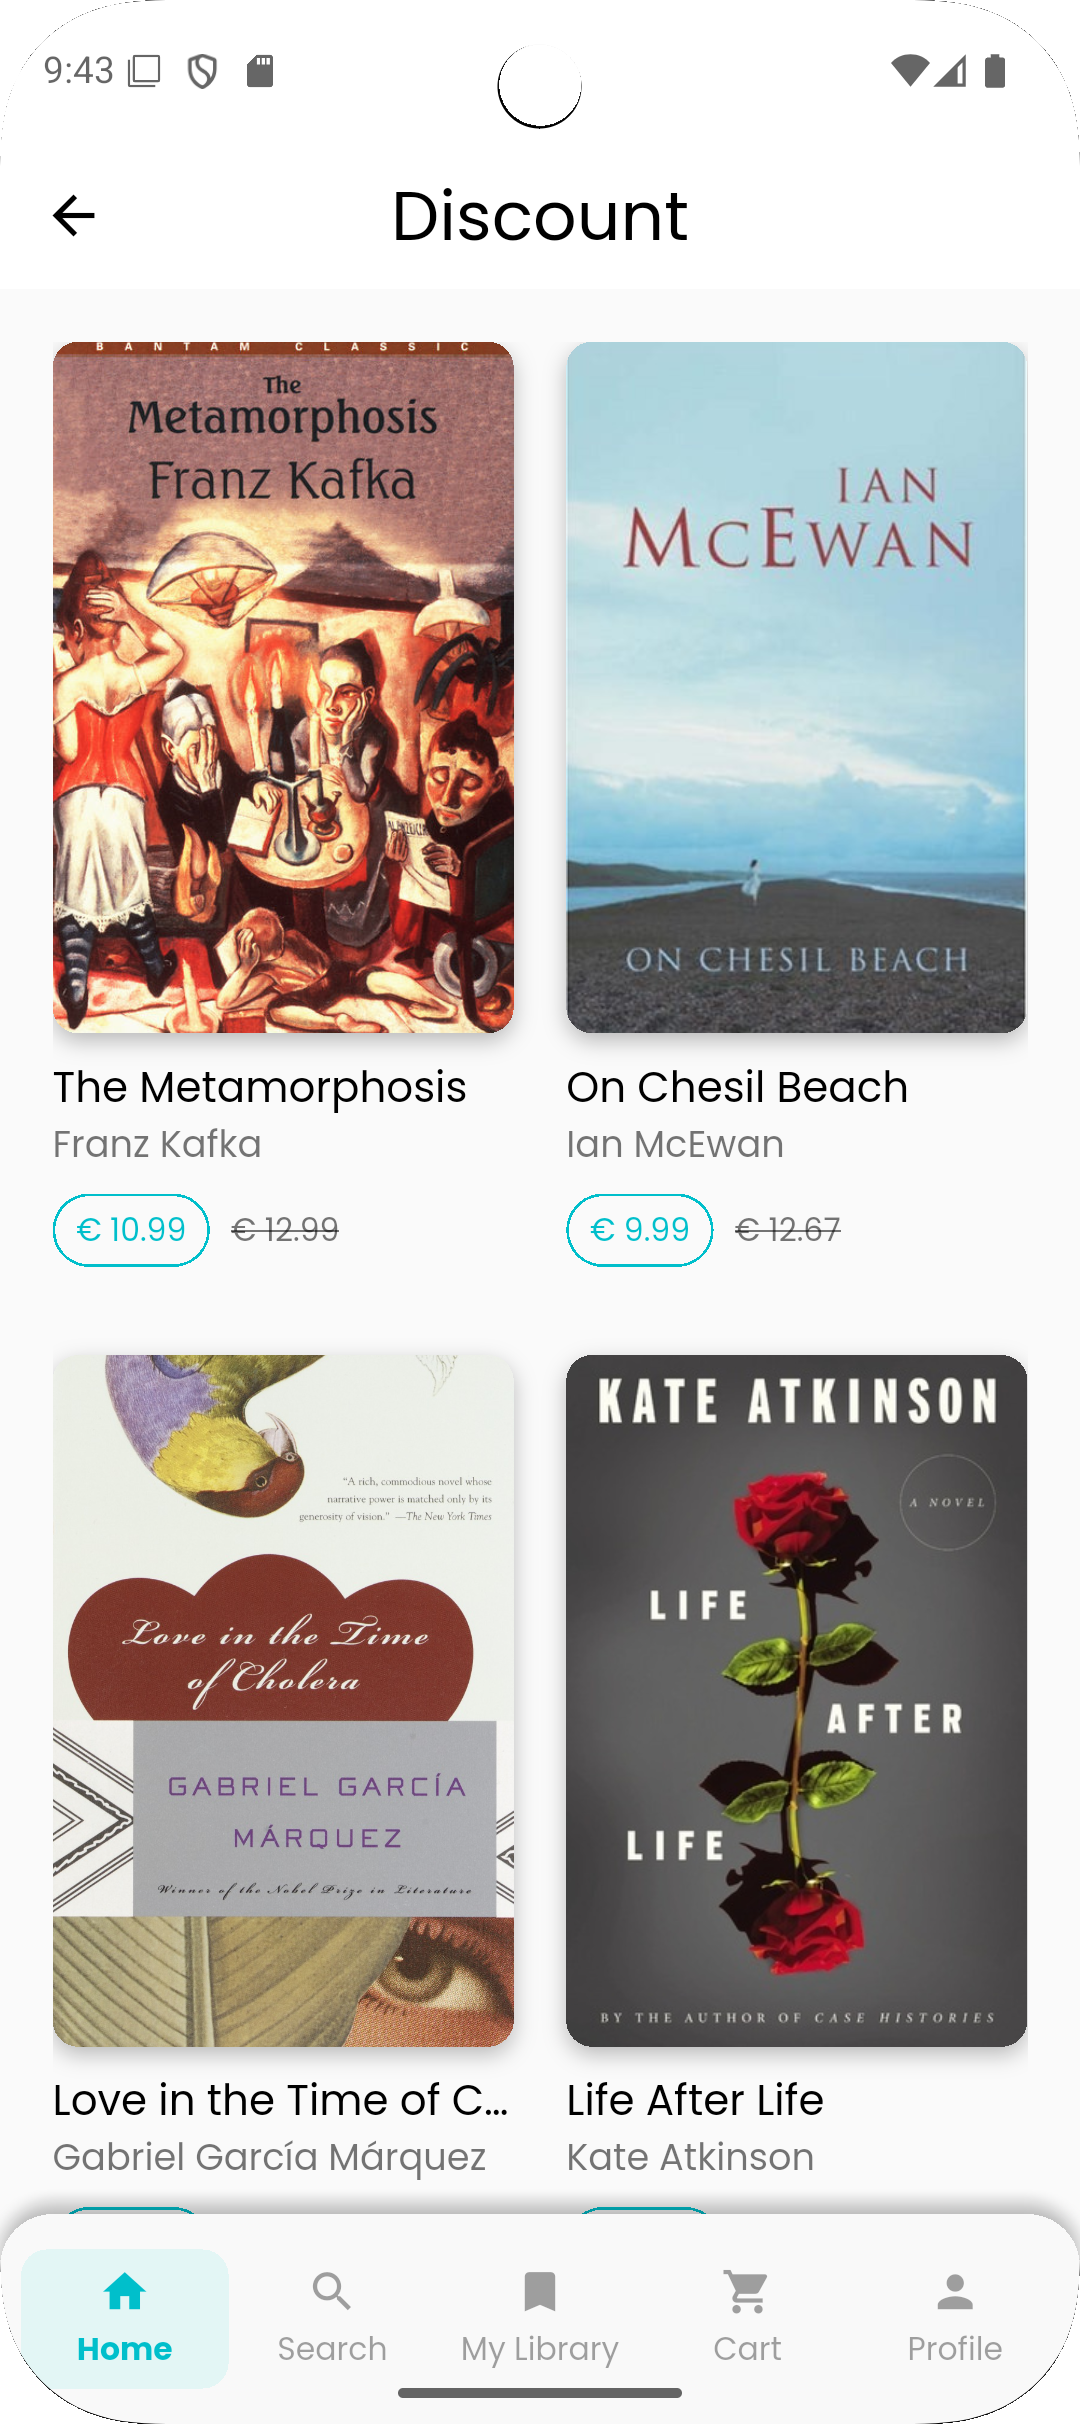 9:43
Discount
BANTAM CLASSIC
The
Metamorphosis
Franz Kafka
IAN
McEWAN
ON CHESIL BEACH
The Metamorphosis
Franz Kafka
€ 10.99 € 12.99
On Chesil Beach
Ian McEwan
€ 9.99 € 12.67
“A rich, commodious novel whose
narrative power is matched only by its
generosity of vision.” —The New York Times
Love in the Time
of Cholera
GABRIEL GARCÍA
MÁRQUEZ
Winner of the Nobel Prize in Literature
KATE ATKINSON
A NOVEL
LIFE
AFTER
LIFE
BY THE AUTHOR OF CASE HISTORIES
Love in the Time of C...
Gabriel García Márquez
Life After Life
Kate Atkinson
Home
Search
My Library
Cart
Profile